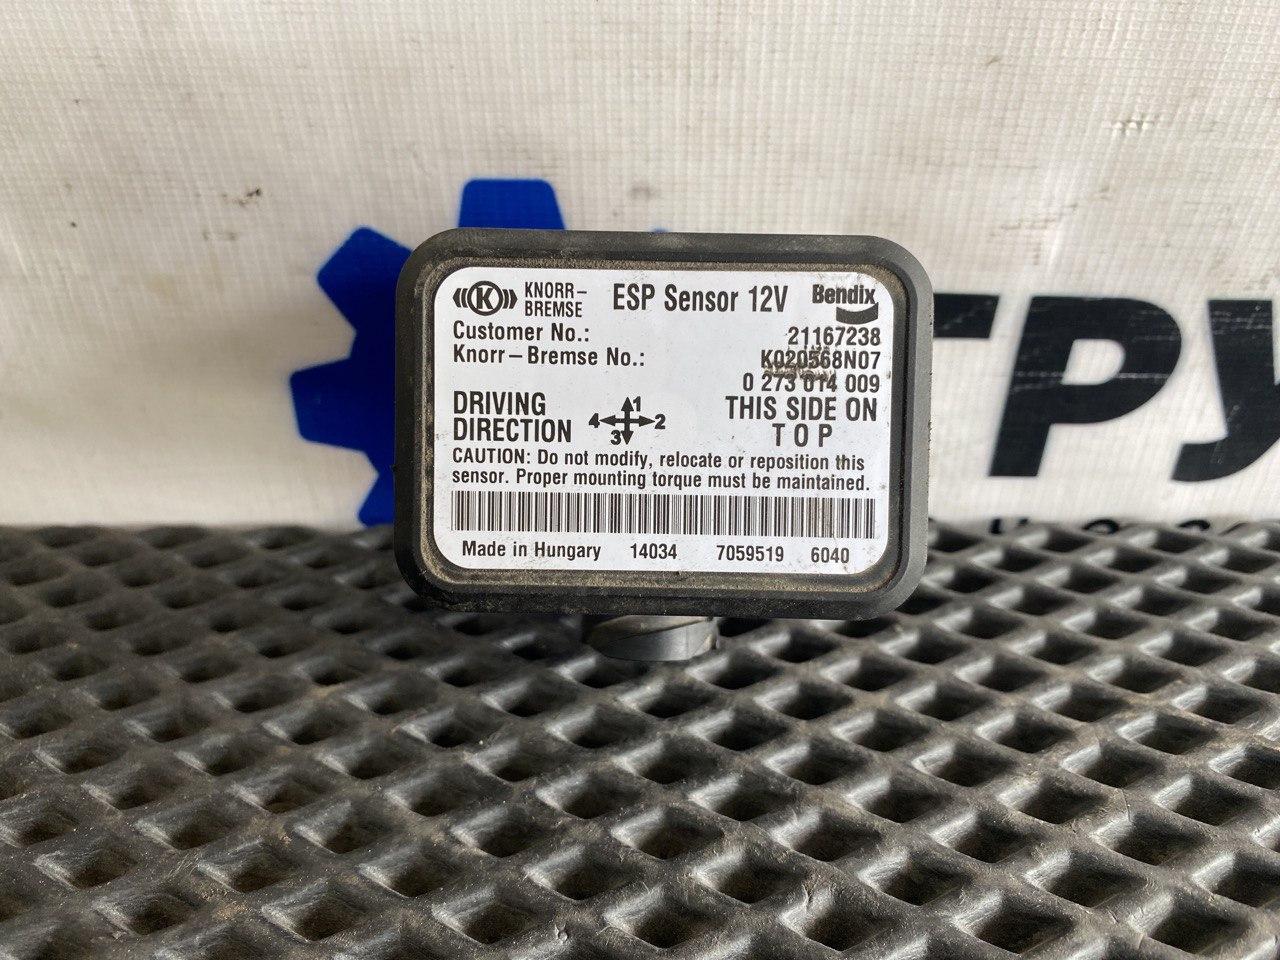 KNORR-
BREMSE
ESP Sensor 12V
Bendix
Customer No.: 21167238
Knorr-Bremse No.: K020568N07
0 273 014 009
DRIVING
DIRECTION
1
4 2
3
THIS SIDE ON
TOP
CAUTION: Do not modify, relocate or reposition this
sensor. Proper mounting torque must be maintained.
Made in Hungary 14034 7059519 6040
ГРУ